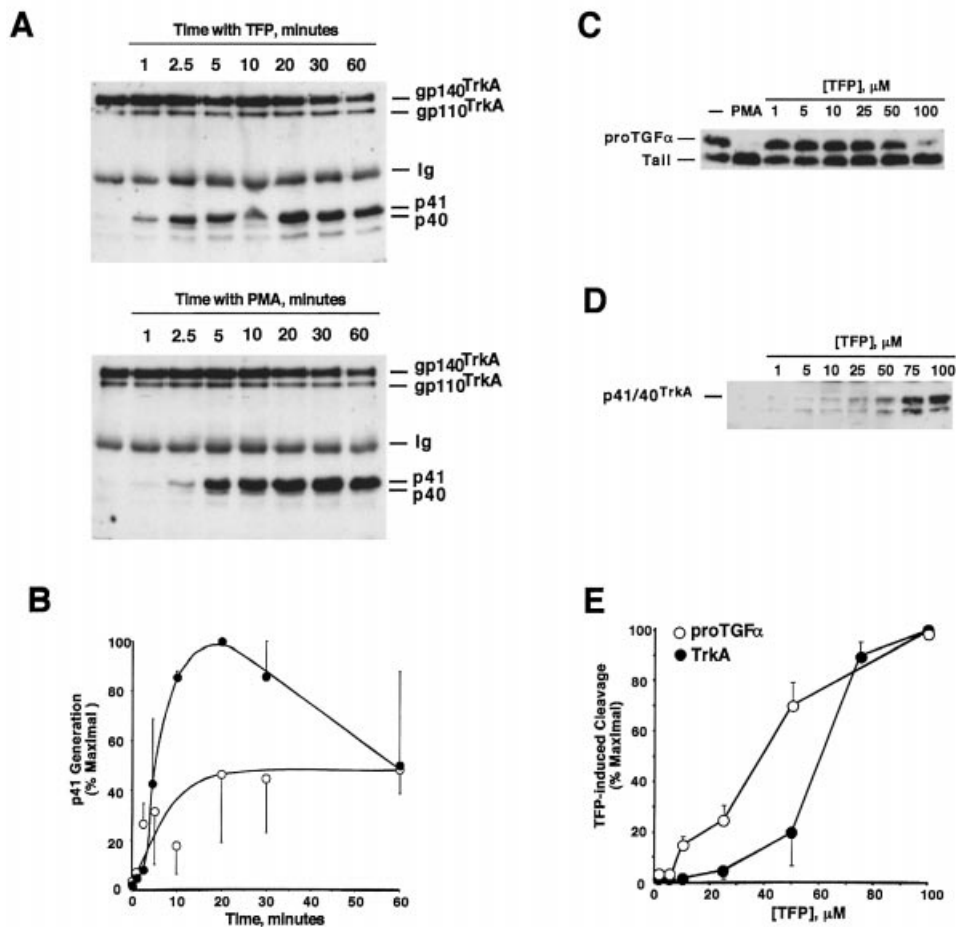 A
Time with TFP, minutes
1 2.5 5 10 20 30 60
gp140TrkA
gp110TrkA
Ig
p41
p40
Time with PMA, minutes
1 2.5 5 10 20 30 60
gp140TrkA
gp110TrkA
Ig
p41
p40
B
p41 Generation
(% Maximal )
100
80
60
40
20
0
0 10 20 30 40 50 60
Time, minutes
C
[TFP], μM
– PMA 1 5 10 25 50 100
proTGFα
Tail
D
[TFP], μM
1 5 10 25 50 75 100
p41/40TrkA
E
proTGFα
TrkA
TFP-induced Cleavage
(% Maximal)
100
80
60
40
20
0
0 20 40 60 80 100
[TFP], μM